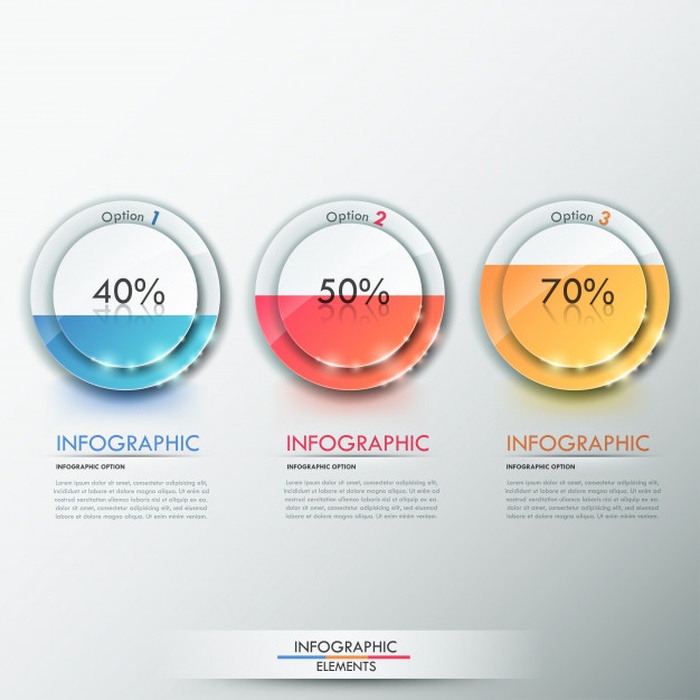 Option 1
40%
INFOGRAPHIC
INFOGRAPHIC OPTION
Lorem ipsum dolor sit amet, consectetur adipisicing elit,
incididunt ut labore et dolore magna aliqua. Ut enim ad
nostrud exercitation ullamco laboris nisi ut aliquip ex ea.
dolor sit amet, consectetur adipisicing elit, sed eiusmod
labore et dolore magna aliqua. Ut enim minim veniam.
Option 2
50%
INFOGRAPHIC
INFOGRAPHIC OPTION
Lorem ipsum dolor sit amet, consectetur adipisicing elit,
incididunt ut labore et dolore magna aliqua. Ut enim ad
nostrud exercitation ullamco laboris nisi ut aliquip ex eo.
dolor sit amet, consectetur adipisicing elit, sed eiusmod
labore et dolore magna aliqua. Ut enim minim veniam.
Option 3
70%
INFOGRAPHIC
INFOGRAPHIC OPTION
Lorem ipsum dolor sit amet, consectetur adipisicing elit,
incididunt ut labore et dolore magna aliqua. Ut enim ad
nostrud exercitation ullamco laboris nisi ut aliquip ex ea.
dolor sit amet, consectetur adipisicing elit, sed eiusmod
labore et dolore magna aliqua. Ut enim minim veniam.
INFOGRAPHIC
ELEMENTS